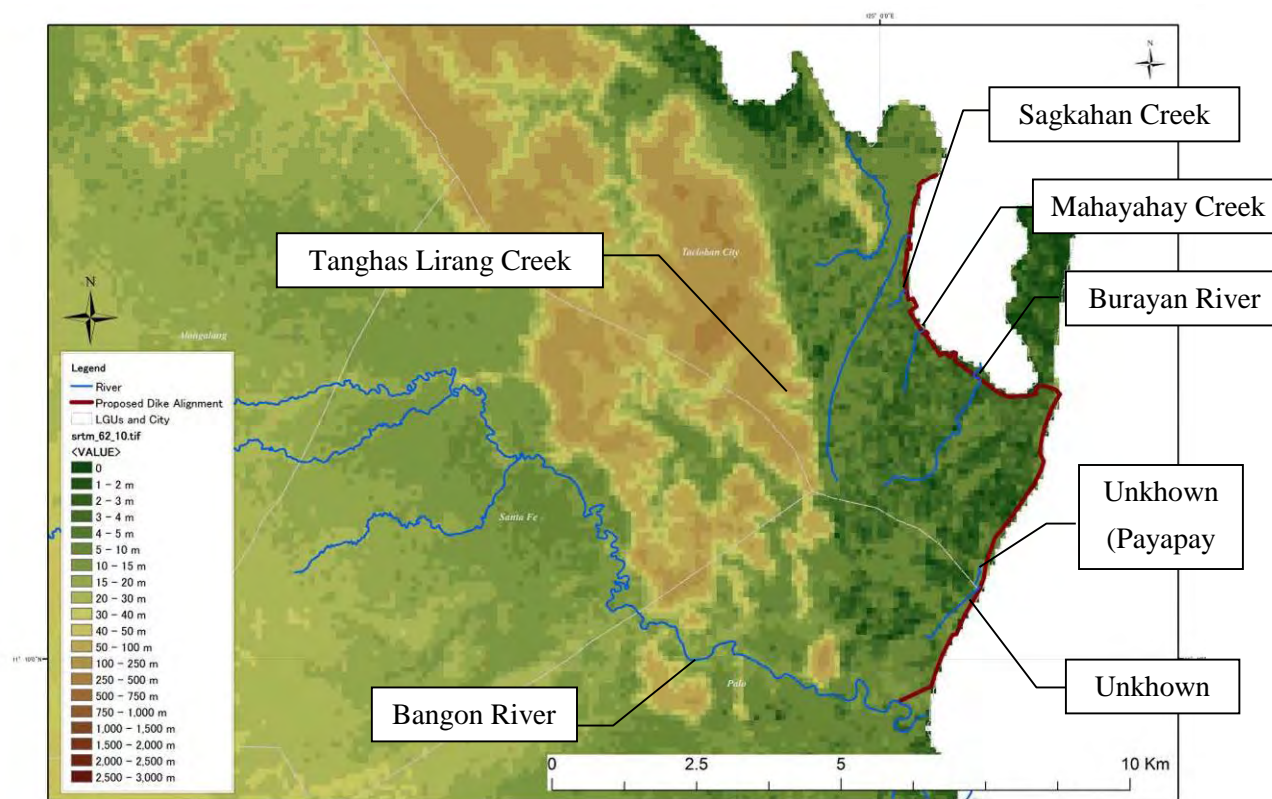 N
N
Sagkahan Creek
Mahayahay Creek
Tanghas Lirang Creek
Tacloban City
Burayan River
Legend
River
Proposed Dike Alignment
LGUs and City
srtm_62_10.tif
<VALUE>
0
1 - 2 m
2 - 3 m
3 - 4 m
4 - 5 m
5 - 10 m
10 - 15 m
15 - 20 m
20 - 30 m
30 - 40 m
40 - 50 m
50 - 100 m
100 - 250 m
250 - 500 m
500 - 750 m
750 - 1,000 m
1,000 - 1,500 m
1,500 - 2,000 m
2,000 - 2,500 m
2,500 - 3,000 m
Santa Fe
Unkhown
(Payapay
Unkhown
Palo
Bangon River
0 2.5 5 10 Km